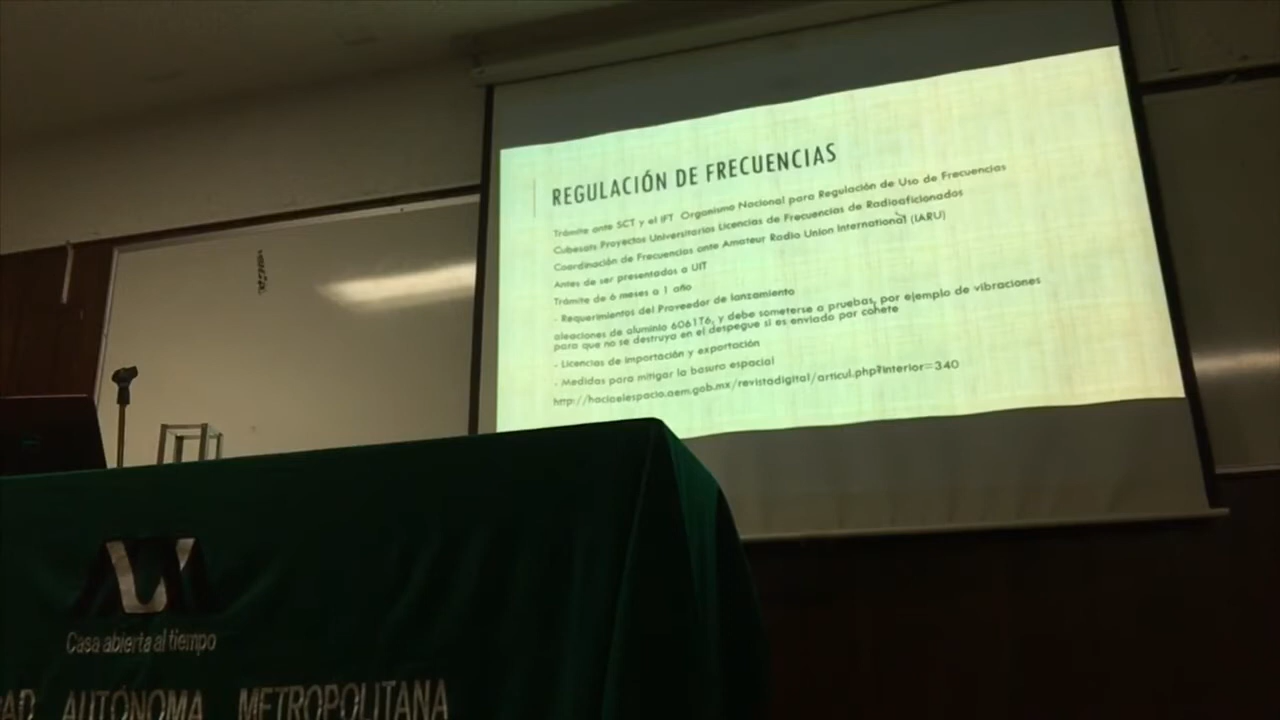 REGULACIÓN DE FRECUENCIAS
Trámite ante SCT y el IFT Organismo Nacional para Regulación de Uso de Frecuencias
Cubesats Proyectos Universitarios Licencias de Frecuencias de Radioaficionados
Coordinación de Frecuencias ante Amateur Radio Union International (IARU)
Antes de ser presentados a UIT
Trámite de 6 meses a 1 año
- Requerimientos del Proveedor de lanzamiento
aleaciones de aluminio 6061T6, y debe someterse a pruebas, por ejemplo de vibraciones
para que no se destruya en el despegue si es enviado por cohete
- Licencias de importación y exportación
- Medidas para mitigar la basura espacial
http://haciaelespacio.aem.gob.mx/revistadigital/articul.php?interior=340
Casa abierta al tiempo
DAD AUTÓNOMA METROPOLITANA